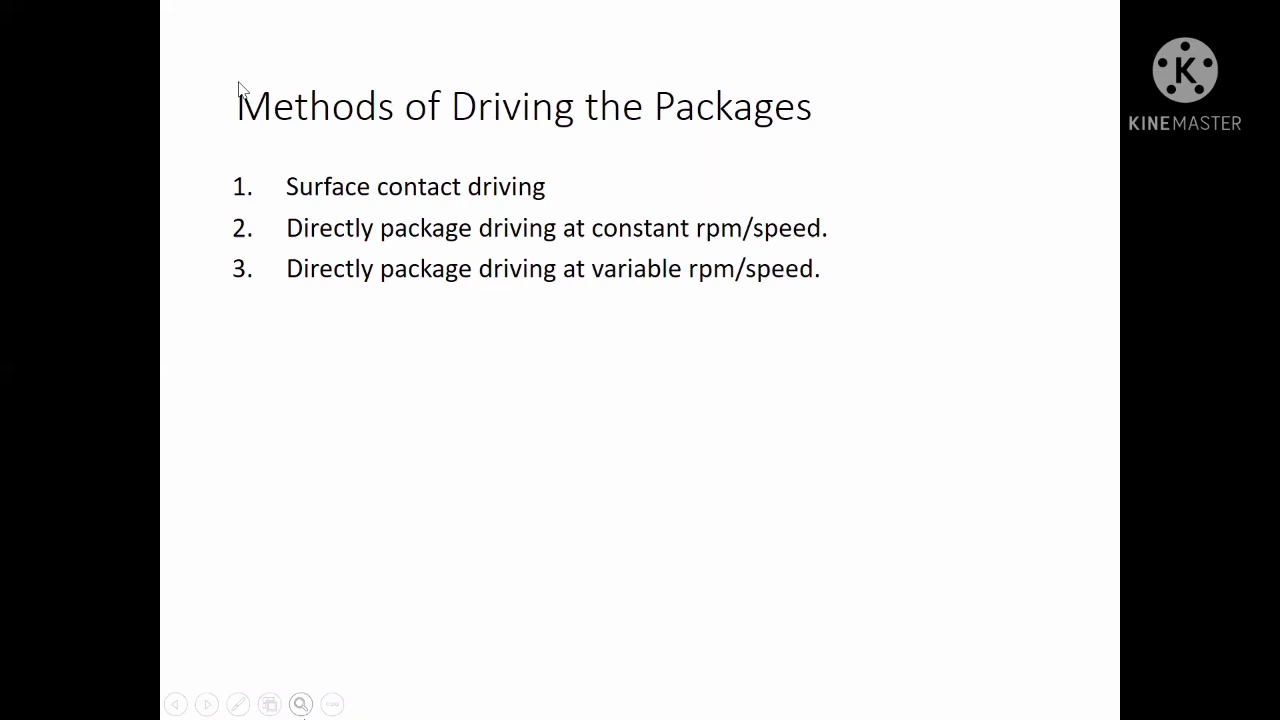 Methods of Driving the Packages
1. Surface contact driving
2. Directly package driving at constant rpm/speed.
3. Directly package driving at variable rpm/speed.
K
KINEMASTER